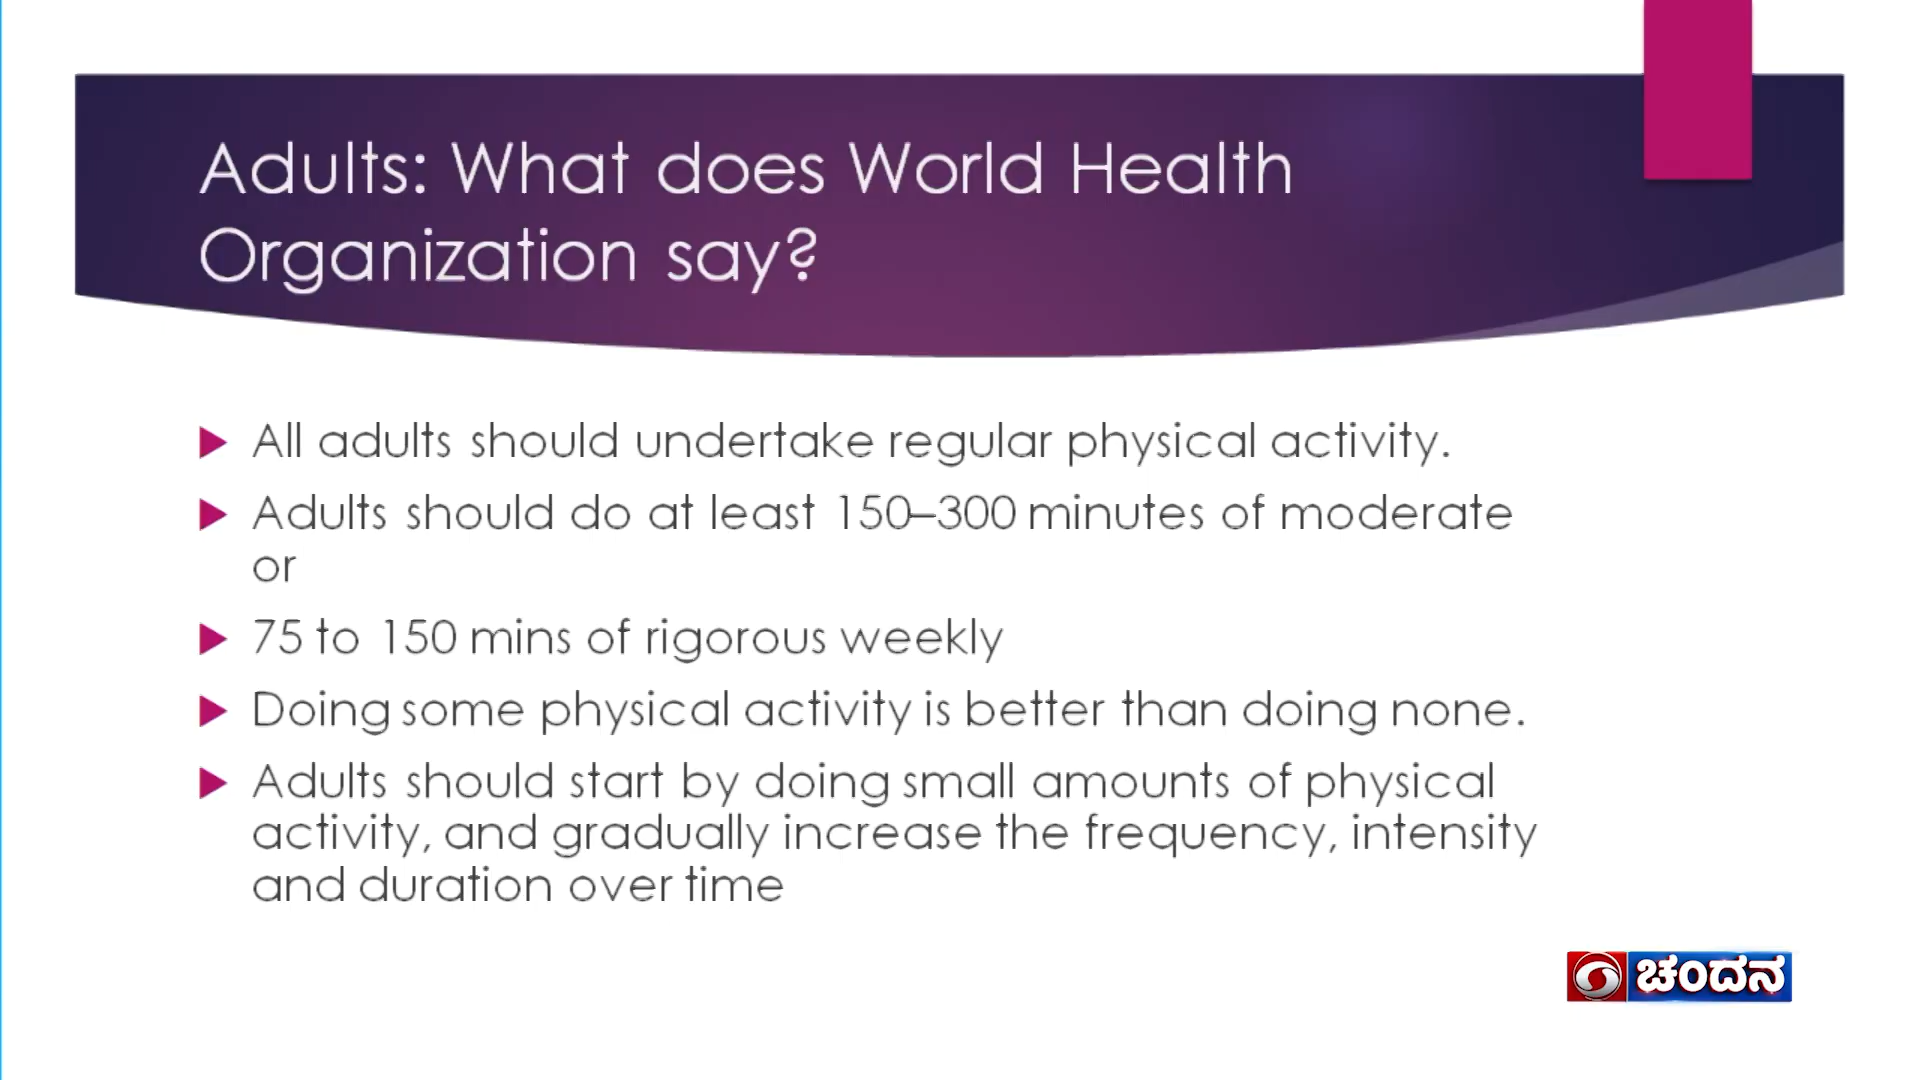 Adults: What does World Health
Organization say?
All adults should undertake regular physical activity.
Adults should do at least 150–300 minutes of moderate
or
75 to 150 mins of rigorous weekly
Doing some physical activity is better than doing none.
Adults should start by doing small amounts of physical
activity, and gradually increase the frequency, intensity
and duration over time
ಚಂದನ